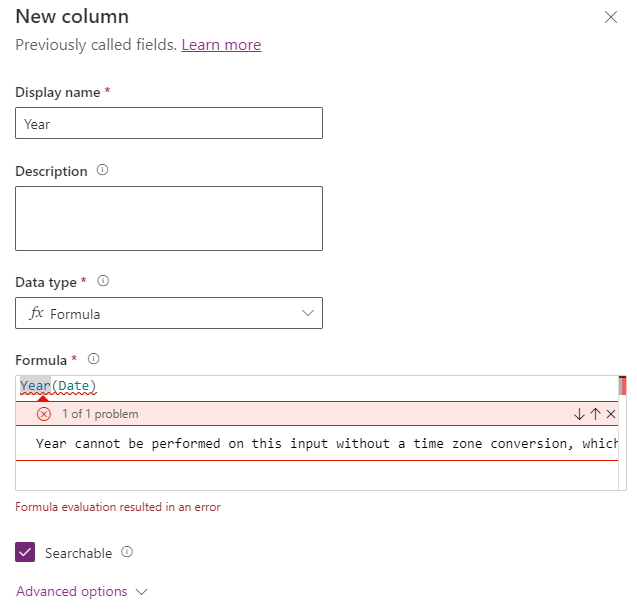 New column
Previously called fields. Learn more
Display name *
Year
Description
Data type *
fx Formula
Formula *
Year(Date)
1 of 1 problem
Year cannot be performed on this input without a time zone conversion, which
Formula evaluation resulted in an error
Searchable
Advanced options